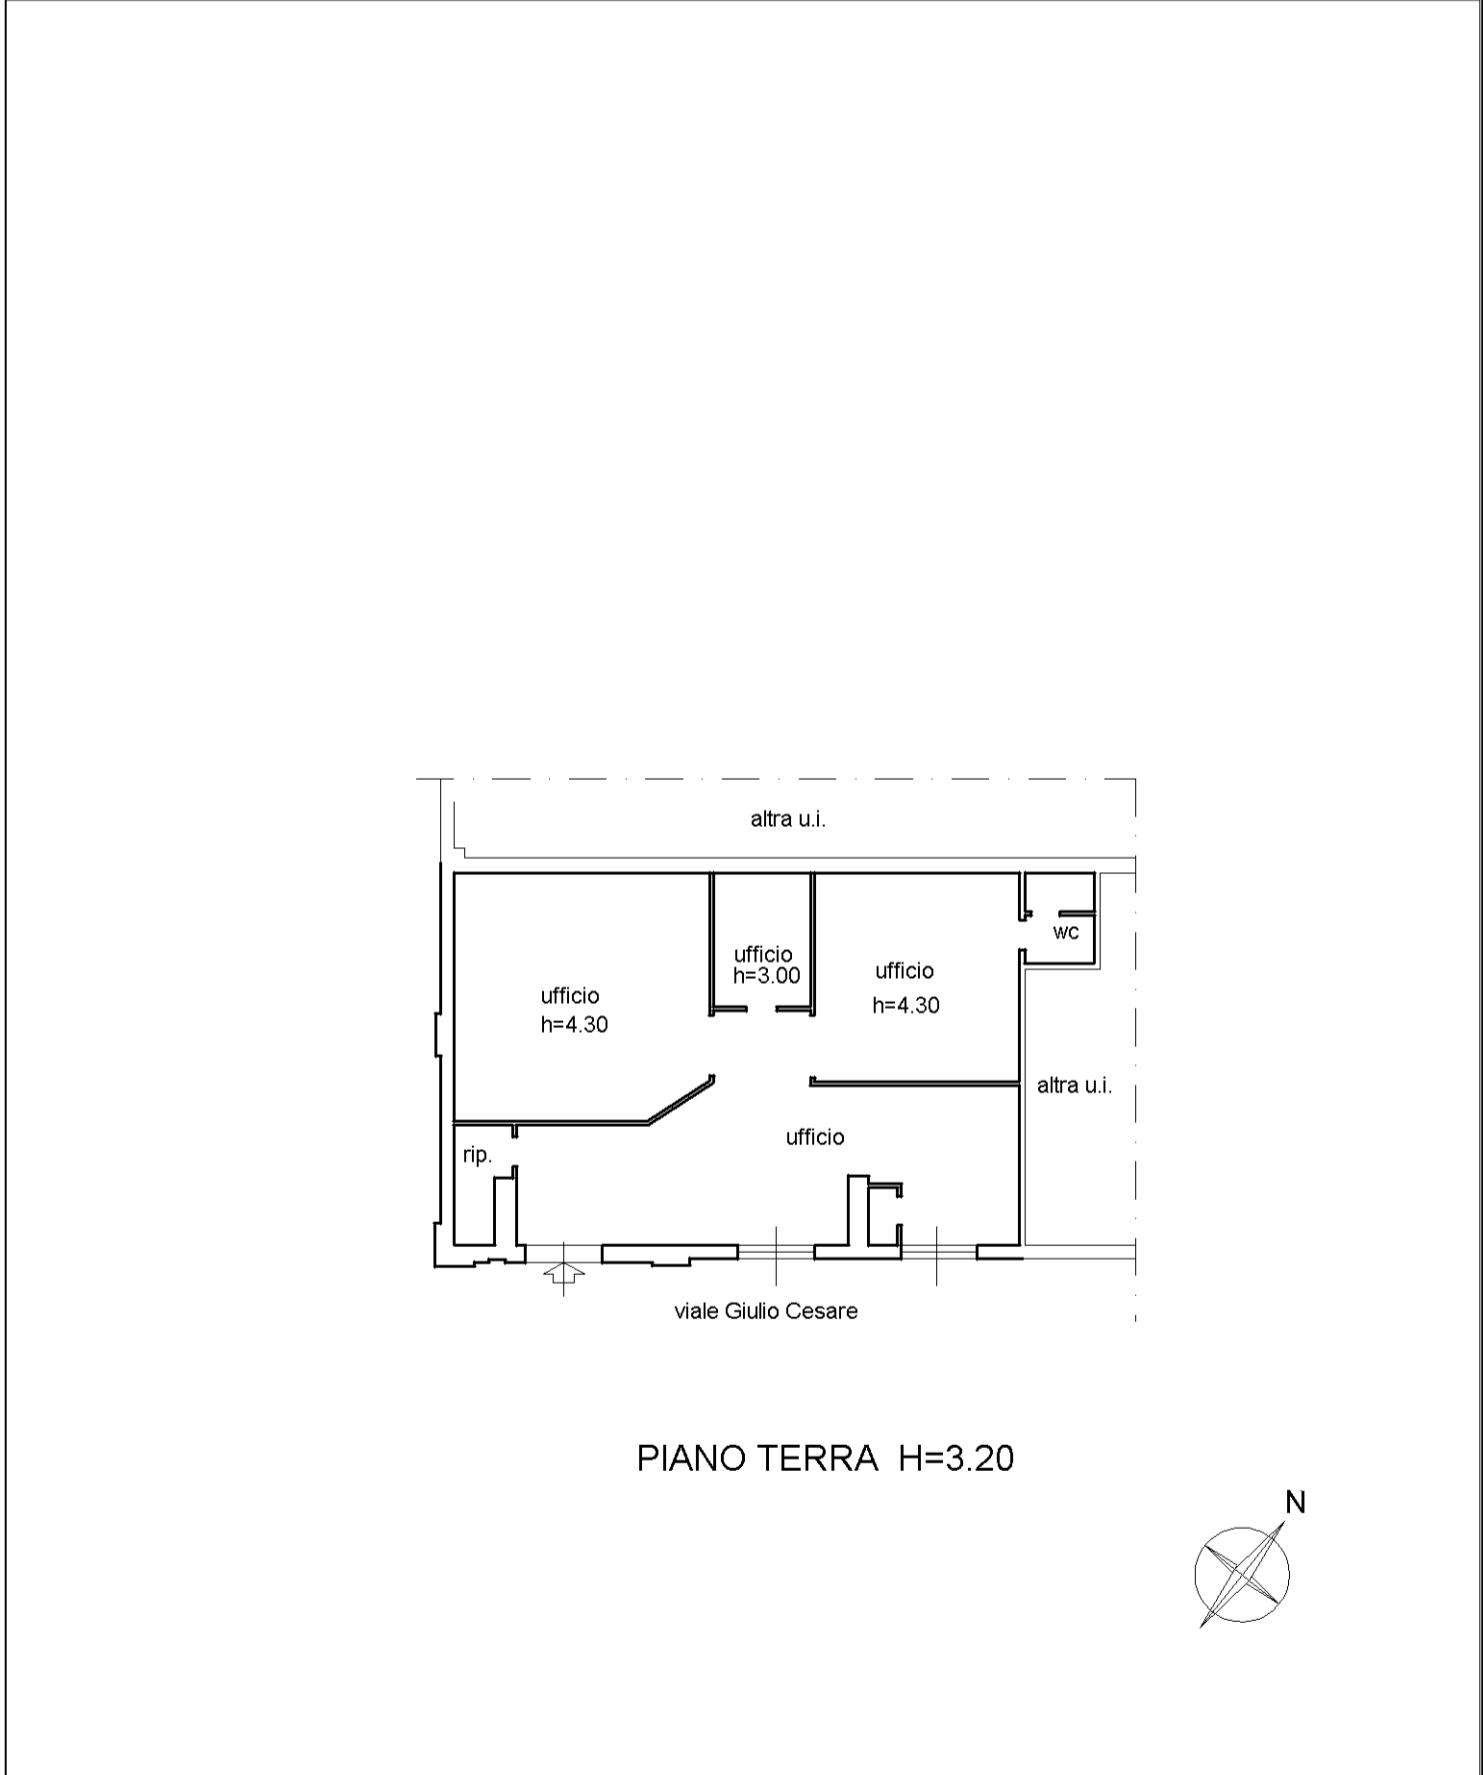 altra u.i.
ufficio
h=3.00
ufficio
h=4.30
ufficio
h=4.30
wc
altra u.i.
ufficio
rip.
viale Giulio Cesare
PIANO TERRA H=3.20
N